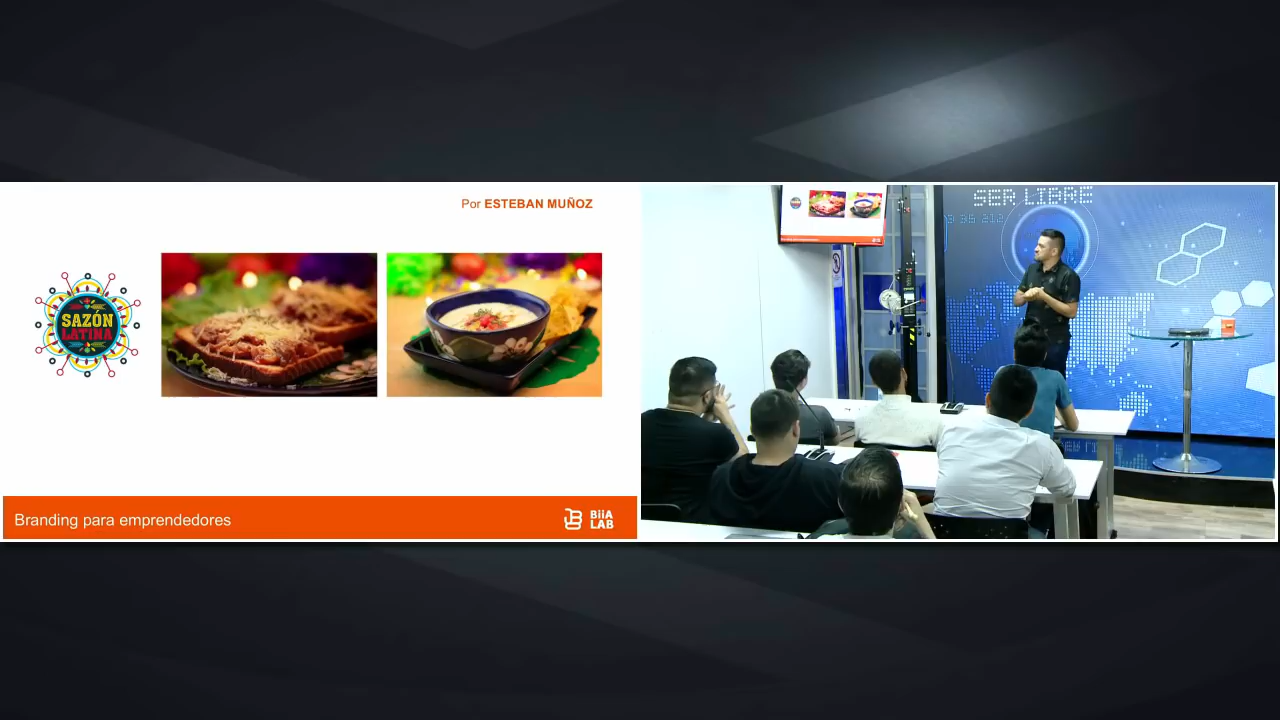 Por ESTEBAN MUÑOZ
SAZÓN
LATINA
Branding para emprendedores
BiiA
LAB
SER LIBRE